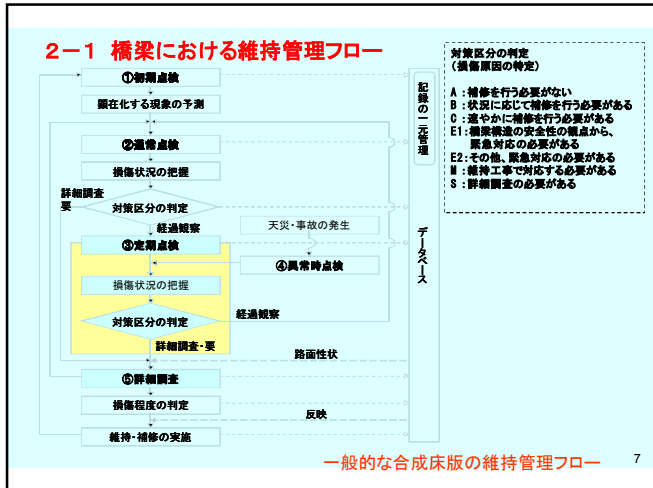 2－1 橋梁における維持管理フロー
①初期点検
顕在化する現象の予測
②通常点検
損傷状況の把握
詳細調査
要
対策区分の判定
経過観察
天災・事故の発生
③定期点検
④異常時点検
損傷状況の把握
対策区分の判定
経過観察
詳細調査・要
路面性状
⑤詳細調査
損傷程度の判定
反映
維持・補修の実施
記録の一元管理
データベース
対策区分の判定
（損傷原因の特定）
A ：補修を行う必要がない
B ：状況に応じて補修を行う必要がある
C ：速やかに補修を行う必要がある
E1：橋梁構造の安全性の観点から、
緊急対応の必要がある
E2：その他、緊急対応の必要がある
M ：維持工事で対応する必要がある
S ：詳細調査の必要がある
一般的な合成床版の維持管理フロー
7